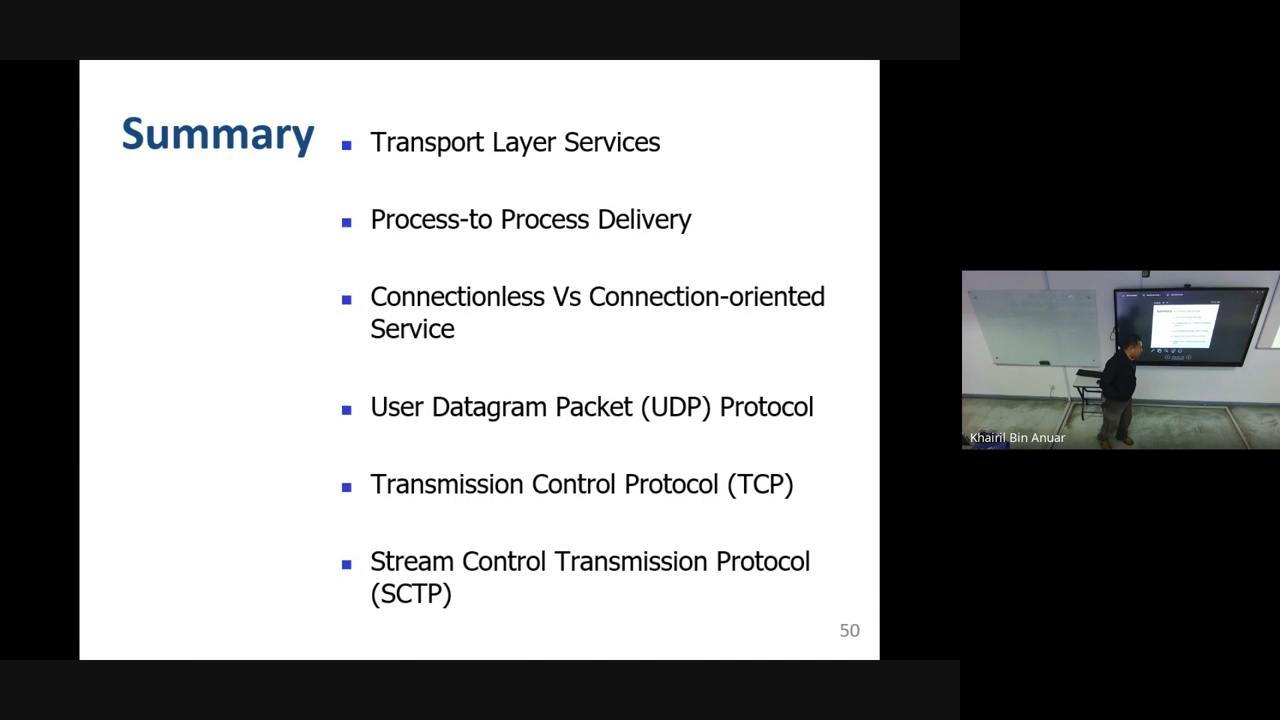 Summary
Transport Layer Services
Process-to Process Delivery
Connectionless Vs Connection-oriented
Service
User Datagram Packet (UDP) Protocol
Transmission Control Protocol (TCP)
Stream Control Transmission Protocol
(SCTP)
50
Khairil Bin Anuar